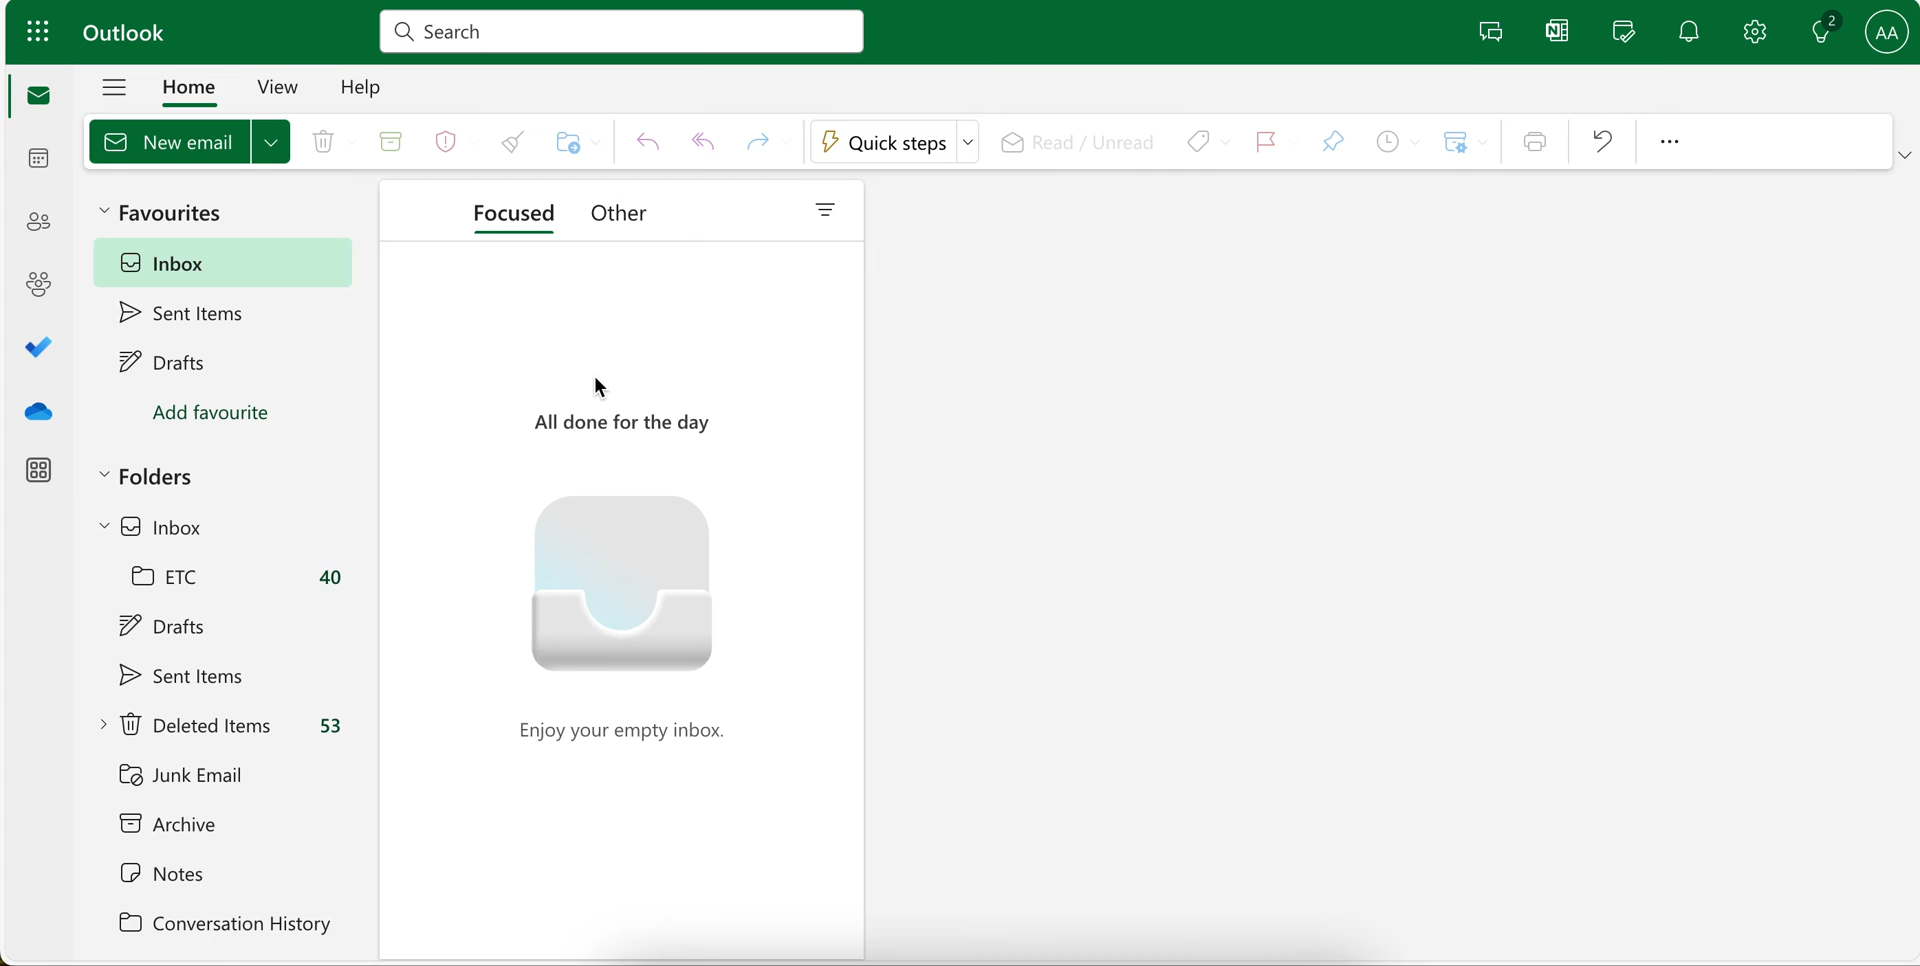 Outlook
Search
2
AA
Home
View
Help
New email
Quick steps
Read / Unread
Favourites
Inbox
Sent Items
Drafts
Add favourite
Folders
Inbox
ETC 40
Drafts
Sent Items
Deleted Items 53
Junk Email
Archive
Notes
Conversation History
Focused
Other
All done for the day
Enjoy your empty inbox.